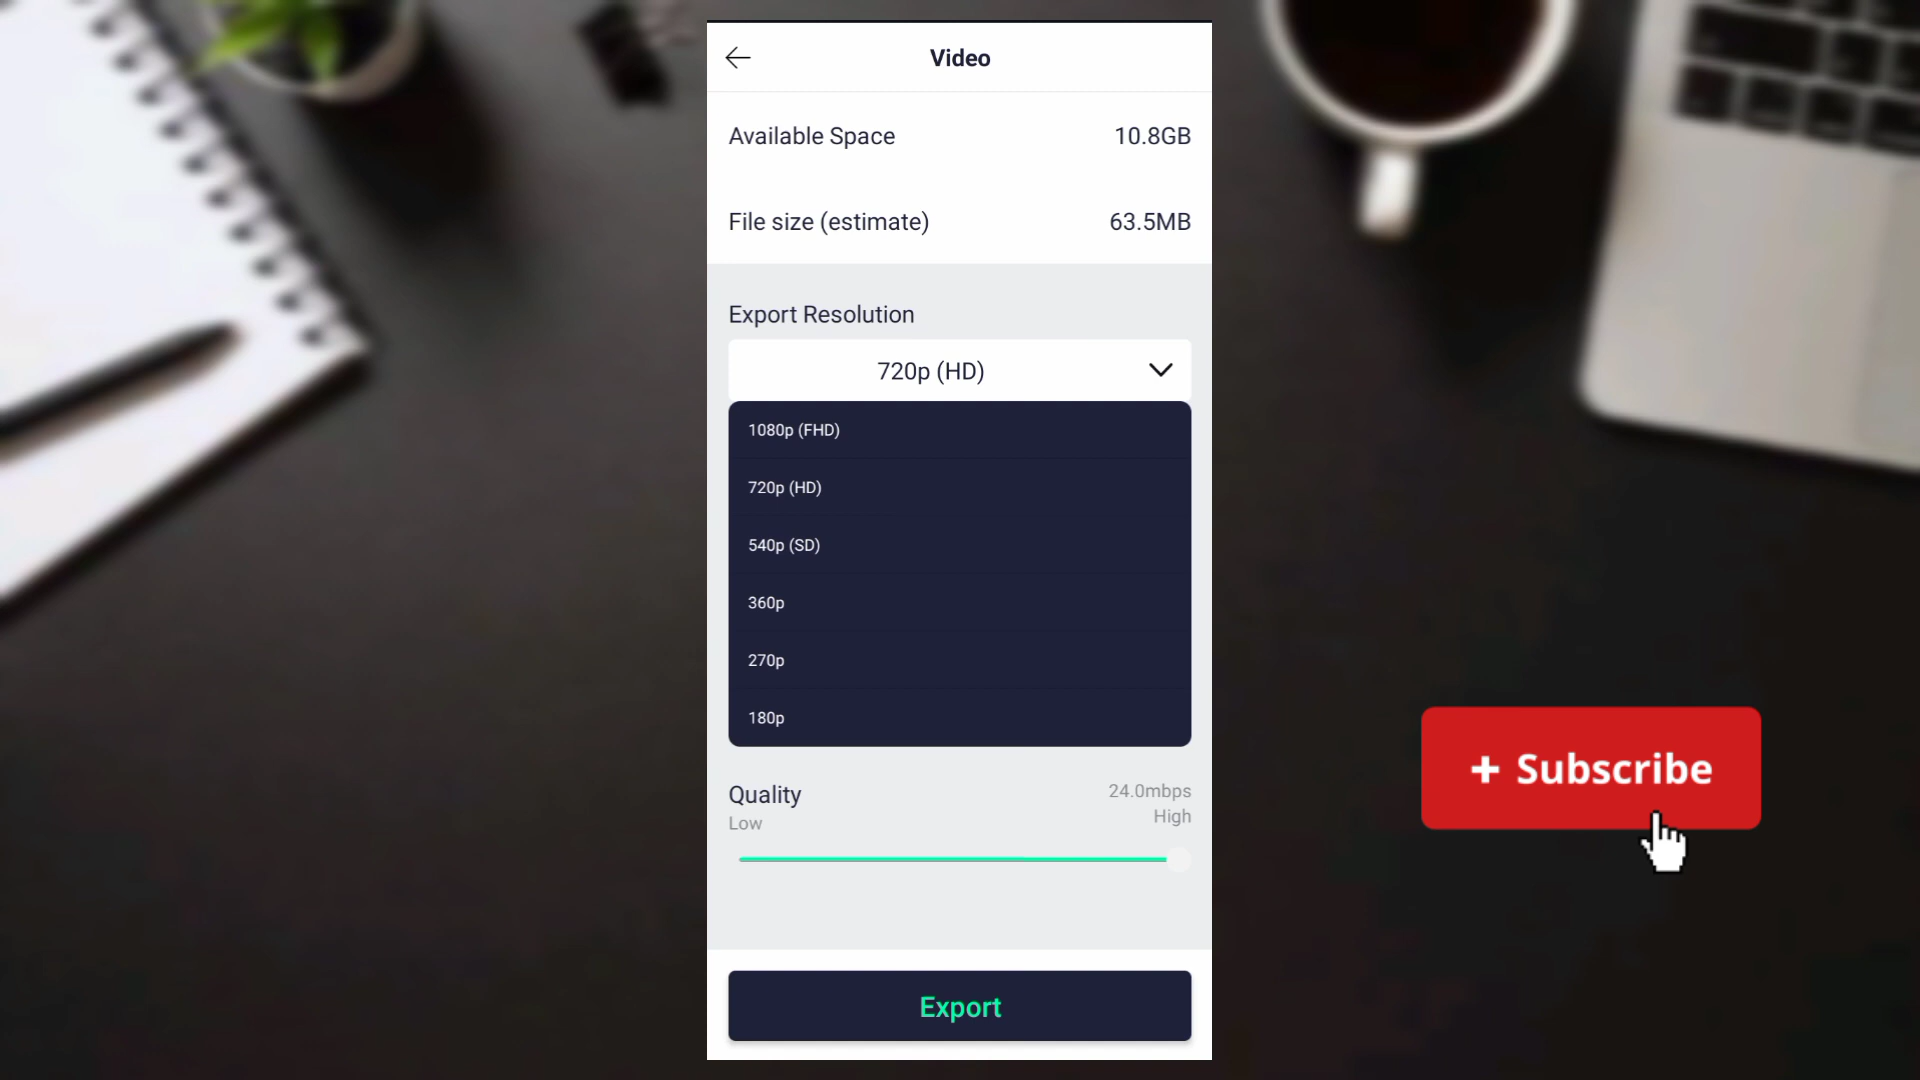 Video
Available Space 10.8GB
File size (estimate) 63.5MB
Export Resolution
720p (HD)
1080p (FHD)
720p (HD)
540p (SD)
360p
270p
180p
Quality 24.0mbps
Low High
Export
+ Subscribe